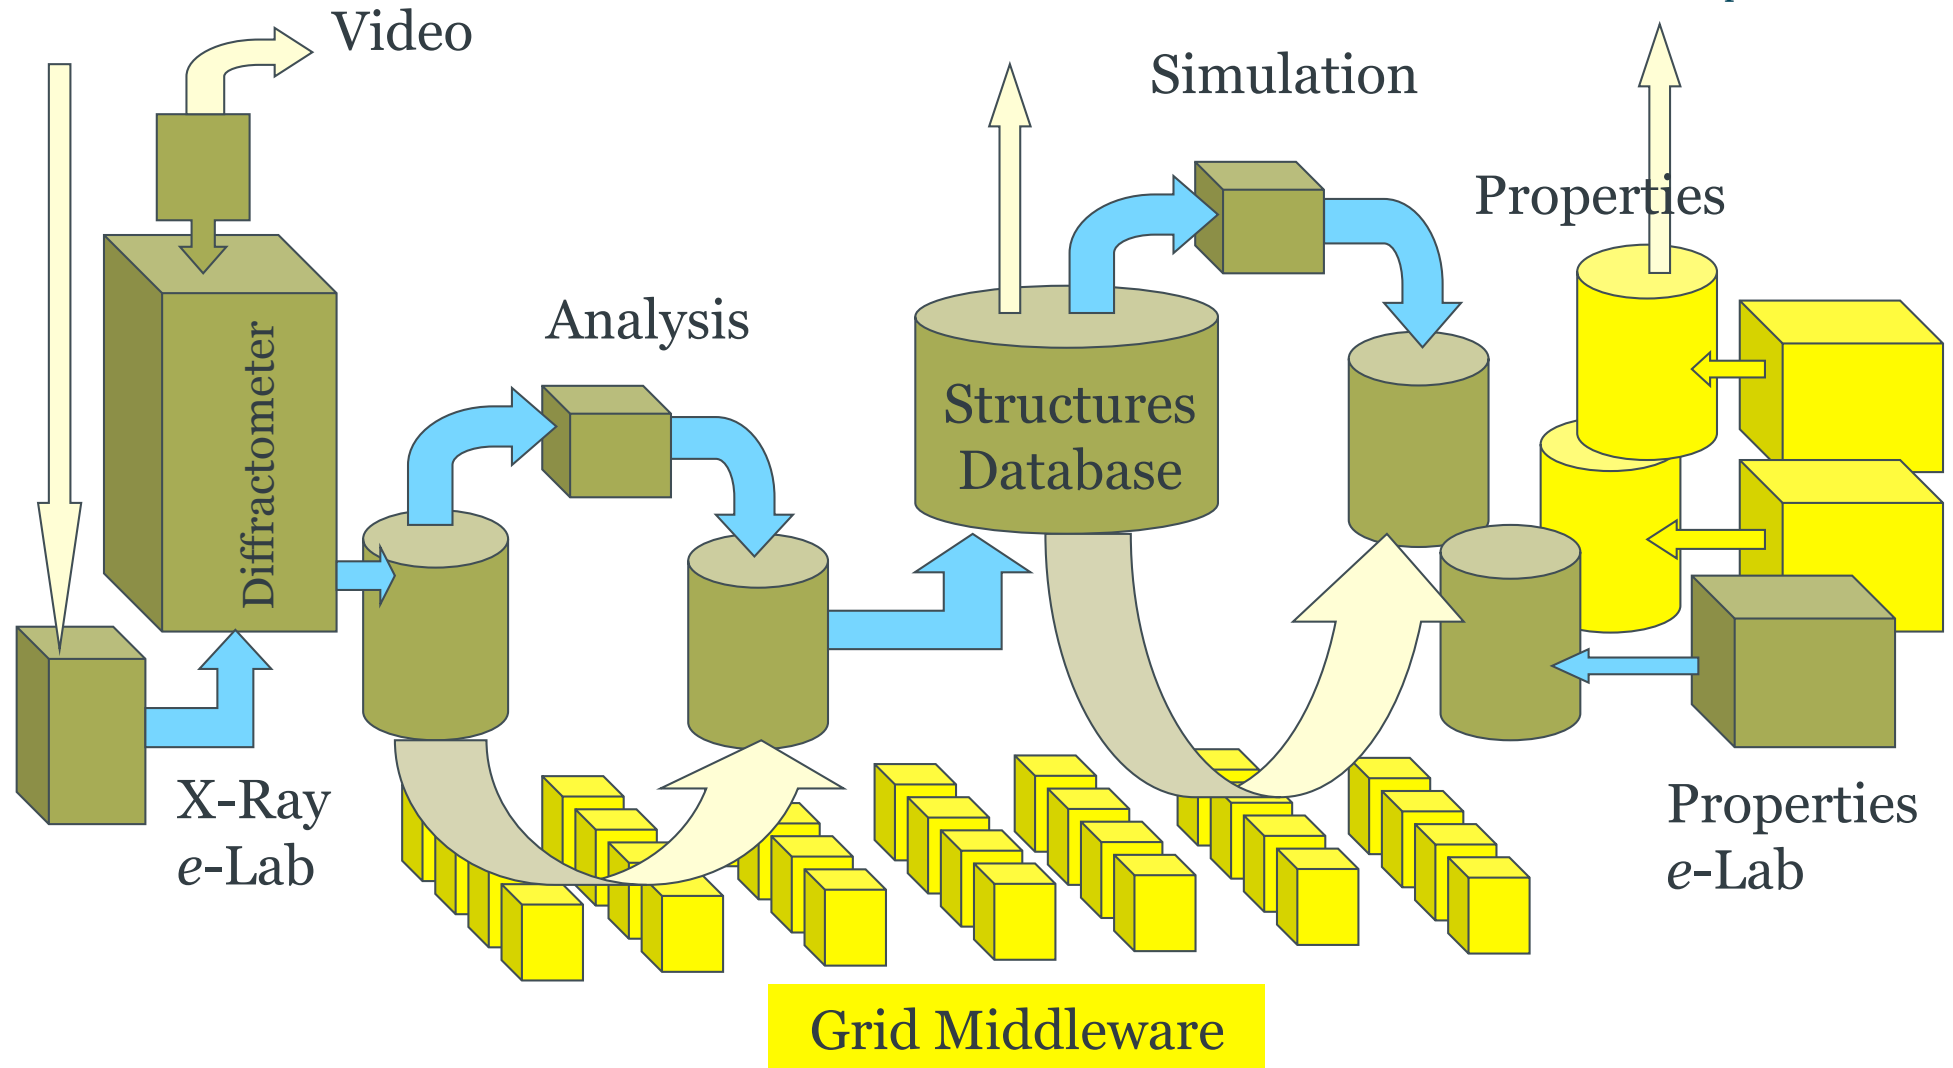 Video
Simulation
Properties
Analysis
Diffractometer
Structures
Database
X-Ray
e-Lab
Properties
e-Lab
Grid Middleware